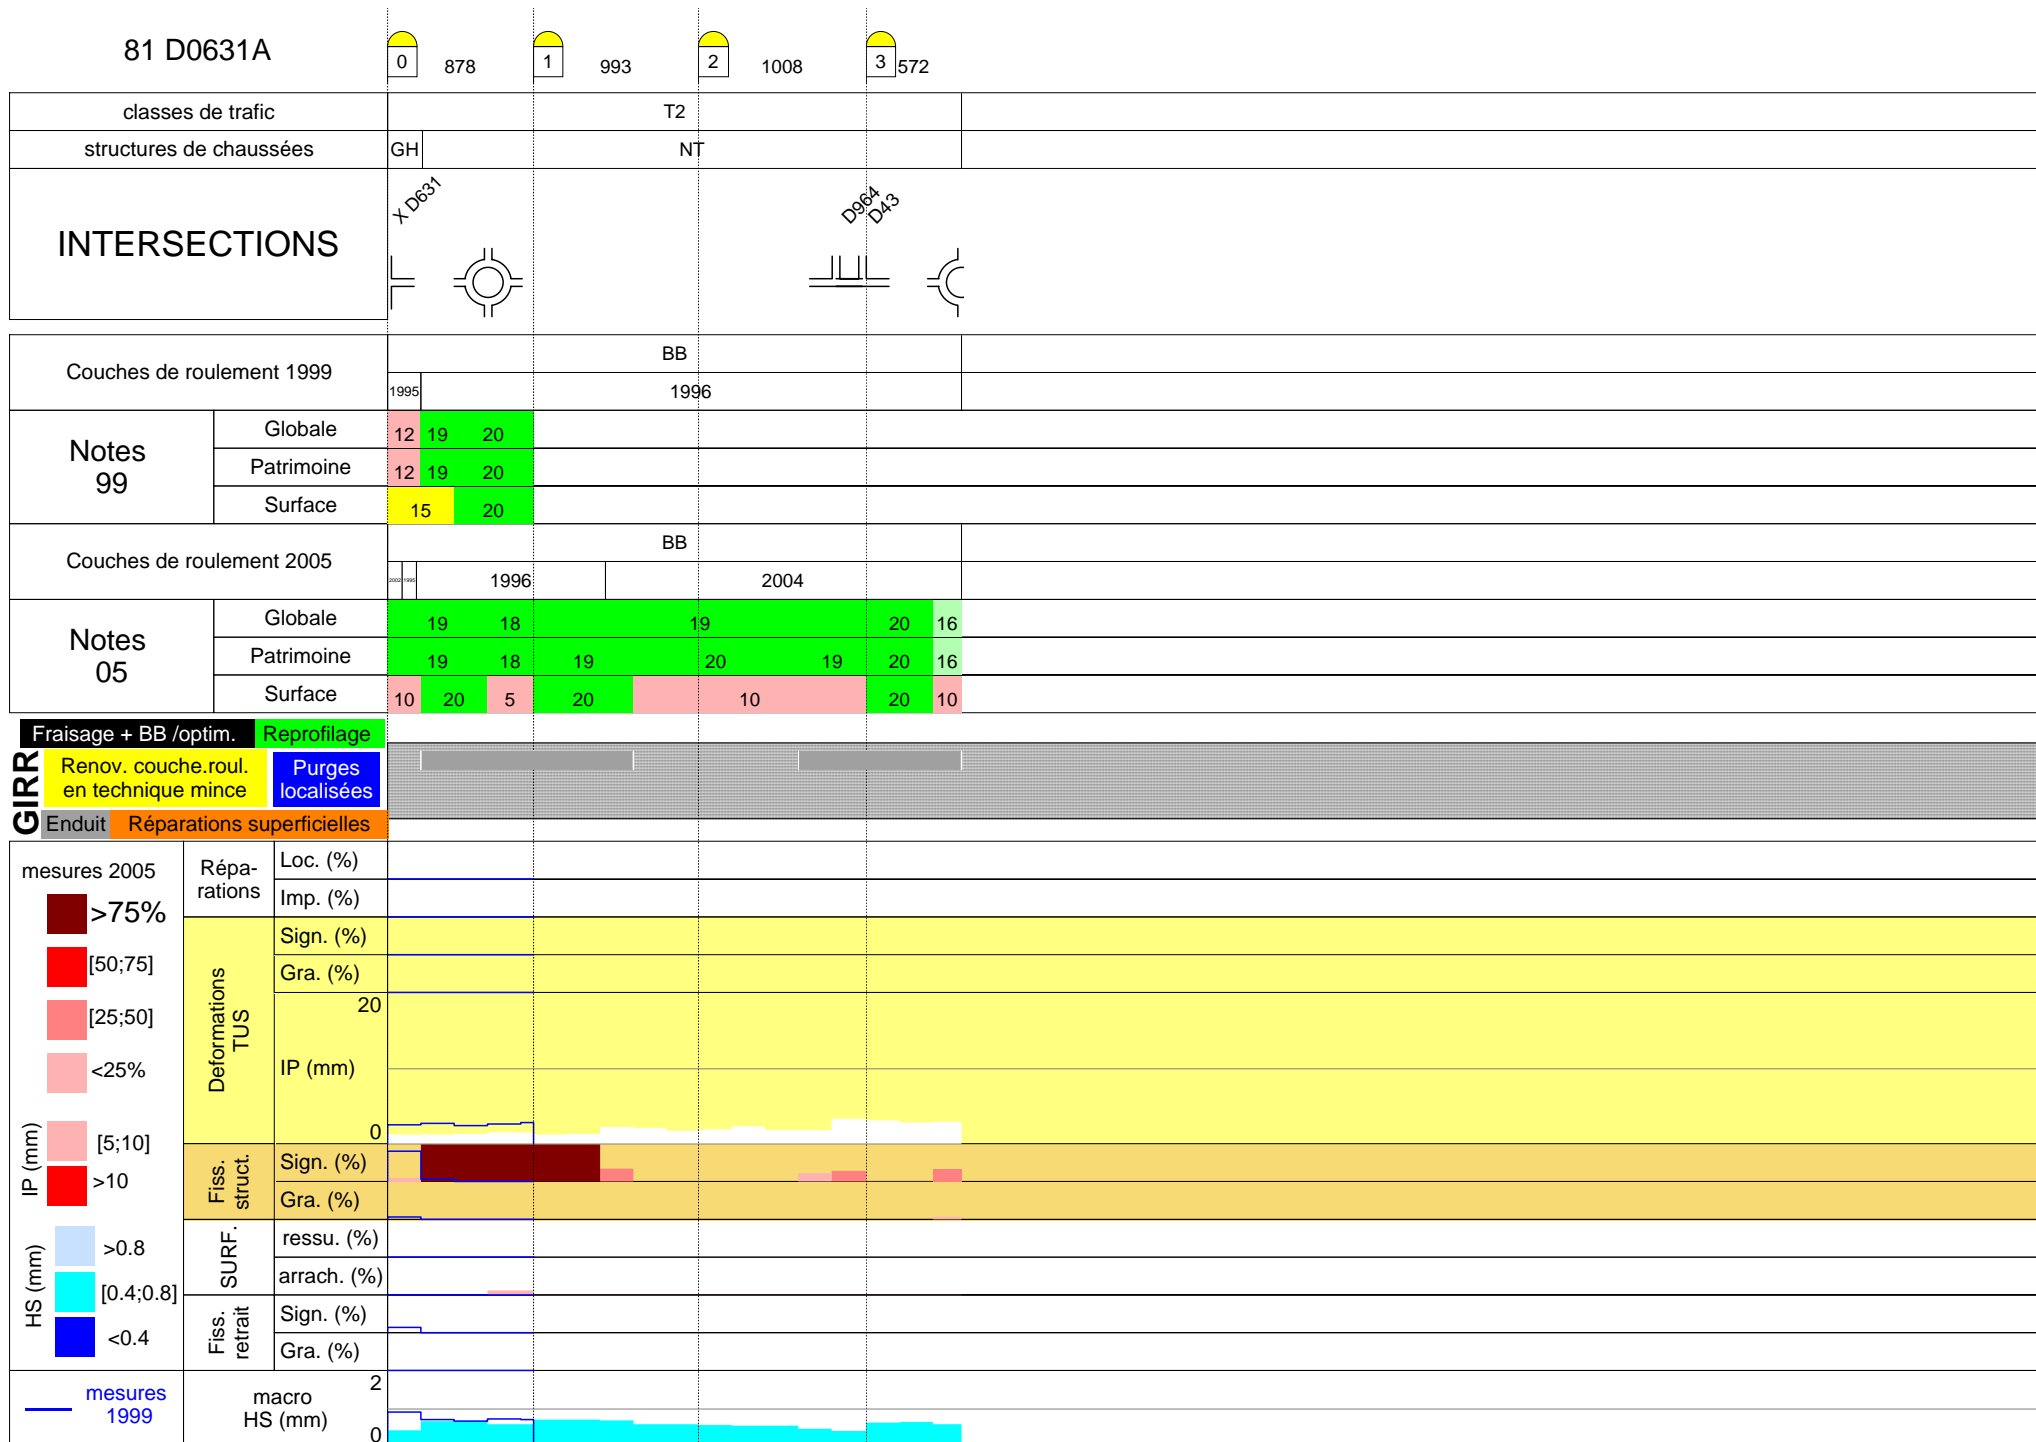 81 D0631A
0 878 1 993 2 1008 3 572
classes de trafic T2
structures de chaussées GH NT
INTERSECTIONS
X D631 D964 D43
Couches de roulement 1999 BB
1995 1996
Notes 99
Globale 12 19 20
Patrimoine 12 19 20
Surface 15 20
Couches de roulement 2005 BB
2002 1995 1996 2004
Notes 05
Globale 19 18 19 20 16
Patrimoine 19 18 19 20 19 20 16
Surface 10 20 5 20 10 20 10
GIRR
Fraisage + BB /optim. Reprofilage
Renov. couche.roul. en technique mince
Purges localisées
Enduit Réparations superficielles
mesures 2005
>75%
[50;75]
[25;50]
<25%
IP (mm)
[5;10]
>10
HS (mm)
>0.8
[0.4;0.8]
<0.4
mesures 1999
Répa-
rations
Loc. (%)
Imp. (%)
Deformations TUS
Sign. (%)
Gra. (%)
20
IP (mm)
0
Fiss. struct.
Sign. (%)
Gra. (%)
SURF.
ressu. (%)
arrach. (%)
Fiss. retrait
Sign. (%)
Gra. (%)
macro HS (mm)
2
0